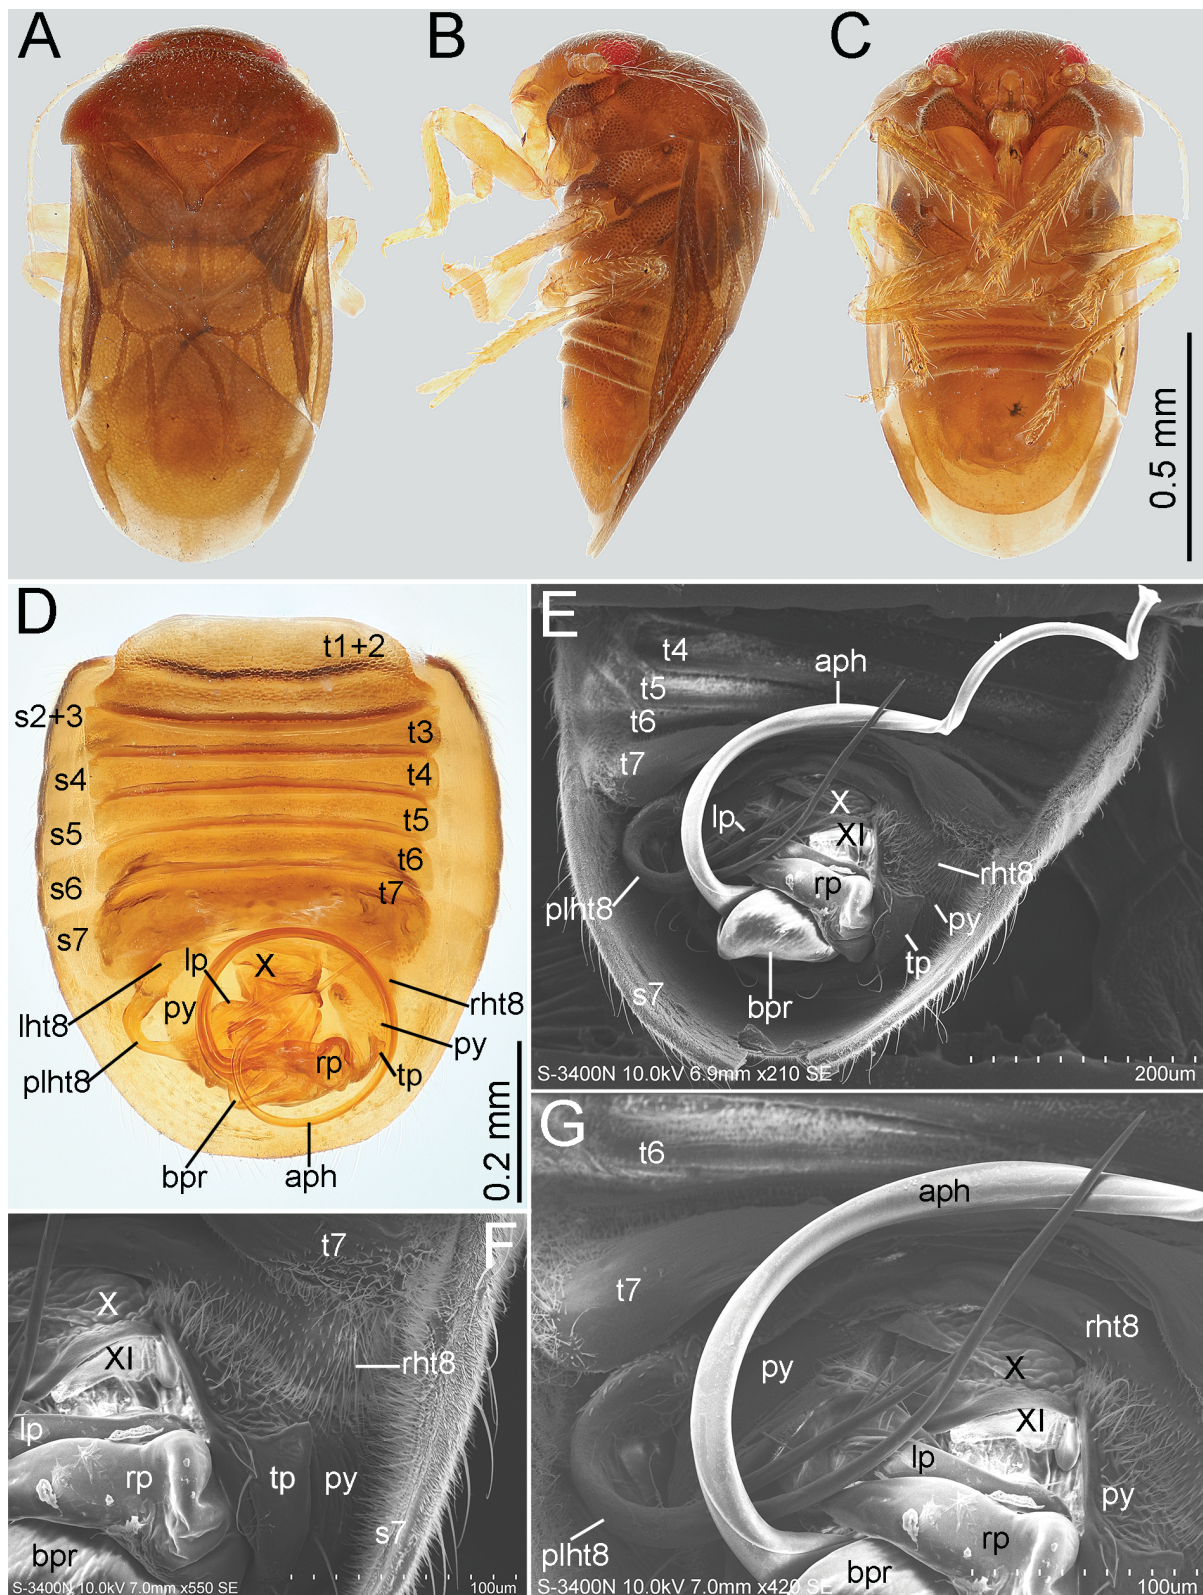 A
B
C
0.5 mm
D
t1+2
s2+3
t3
s4
t4
s5
t5
s6
t6
t7
s7
lp
X
lht8
py
rht8
py
plht8
rp
tp
bpr
aph
0.2 mm
E
t4
aph
t5
t6
t7
lp
X
XI
rht8
plht8
rp
py
tp
s7
bpr
S-3400N 10.0kV 6.9mm x210 SE
200um
F
t7
X
XI
rht8
lp
rp
tp
py
s7
bpr
S-3400N 10.0kV 7.0mm x550 SE
100um
G
t6
aph
t7
rht8
py
X
XI
lp
py
plht8
rp
bpr
S-3400N 10.0kV 7.0mm x420 SE
100um